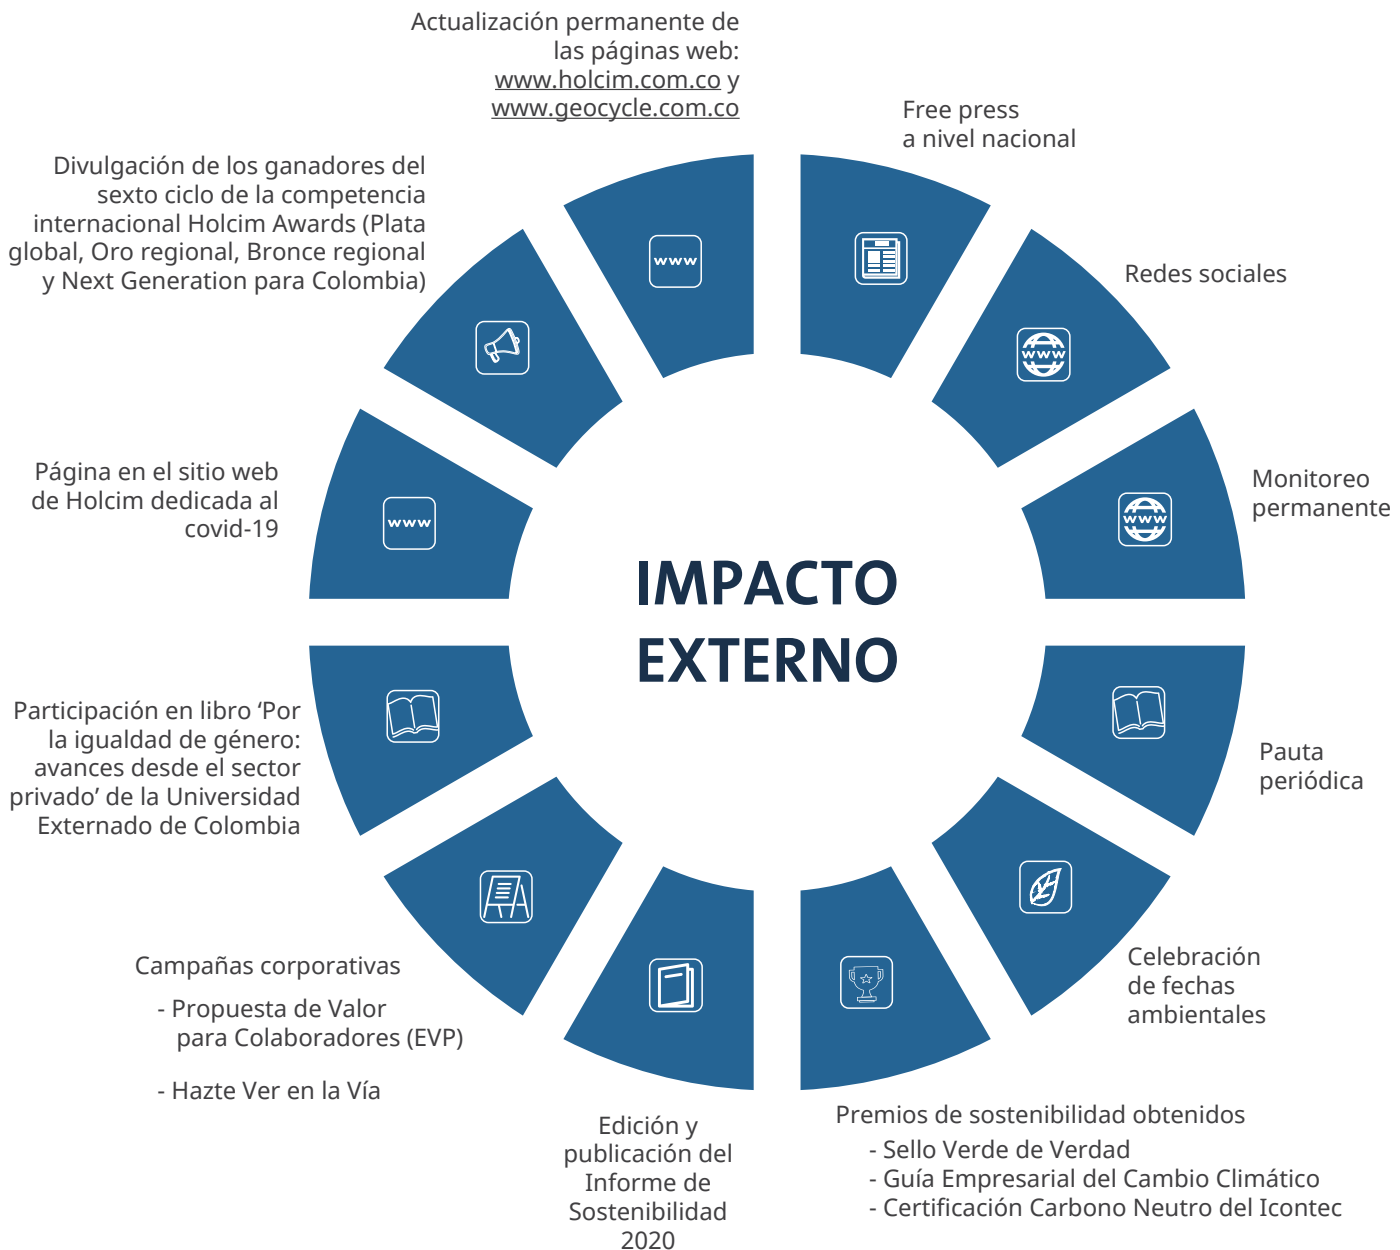 Actualización permanente de
las páginas web:
www.holcim.com.co y
www.geocycle.com.co
Free press
a nivel nacional
Divulgación de los ganadores del
sexto ciclo de la competencia
internacional Holcim Awards (Plata
global, Oro regional, Bronce regional
y Next Generation para Colombia)
www
Redes sociales
www
Página en el sitio web
de Holcim dedicada al
covid-19
www
Monitoreo
permanente
www
IMPACTO
EXTERNO
Participación en libro ‘Por
la igualdad de género:
avances desde el sector
privado’ de la Universidad
Externado de Colombia
Pauta
periódica
Campañas corporativas
- Propuesta de Valor
para Colaboradores (EVP)
- Hazte Ver en la Vía
Celebración
de fechas
ambientales
Edición y
publicación del
Informe de
Sostenibilidad
2020
Premios de sostenibilidad obtenidos
- Sello Verde de Verdad
- Guía Empresarial del Cambio Climático
- Certificación Carbono Neutro del Icontec